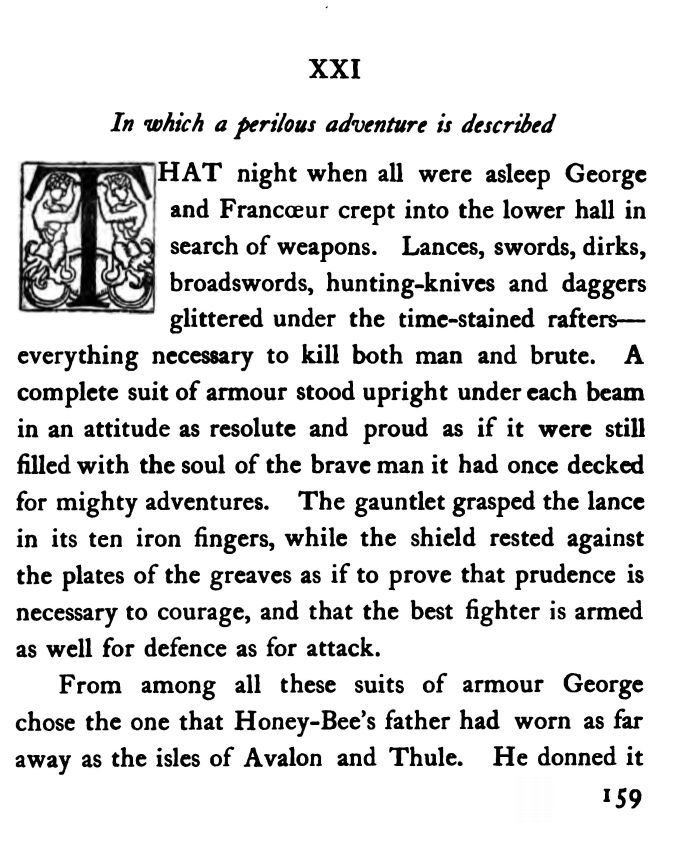 XXI
In which a perilous adventure is described
THAT night when all were asleep George
and Francœur crept into the lower hall in
search of weapons. Lances, swords, dirks,
broadswords, hunting-knives and daggers
glittered under the time-stained rafters—
everything necessary to kill both man and brute. A
complete suit of armour stood upright under each beam
in an attitude as resolute and proud as if it were still
filled with the soul of the brave man it had once decked
for mighty adventures. The gauntlet grasped the lance
in its ten iron fingers, while the shield rested against
the plates of the greaves as if to prove that prudence is
necessary to courage, and that the best fighter is armed
as well for defence as for attack.
From among all these suits of armour George
chose the one that Honey-Bee's father had worn as far
away as the isles of Avalon and Thule. He donned it
159